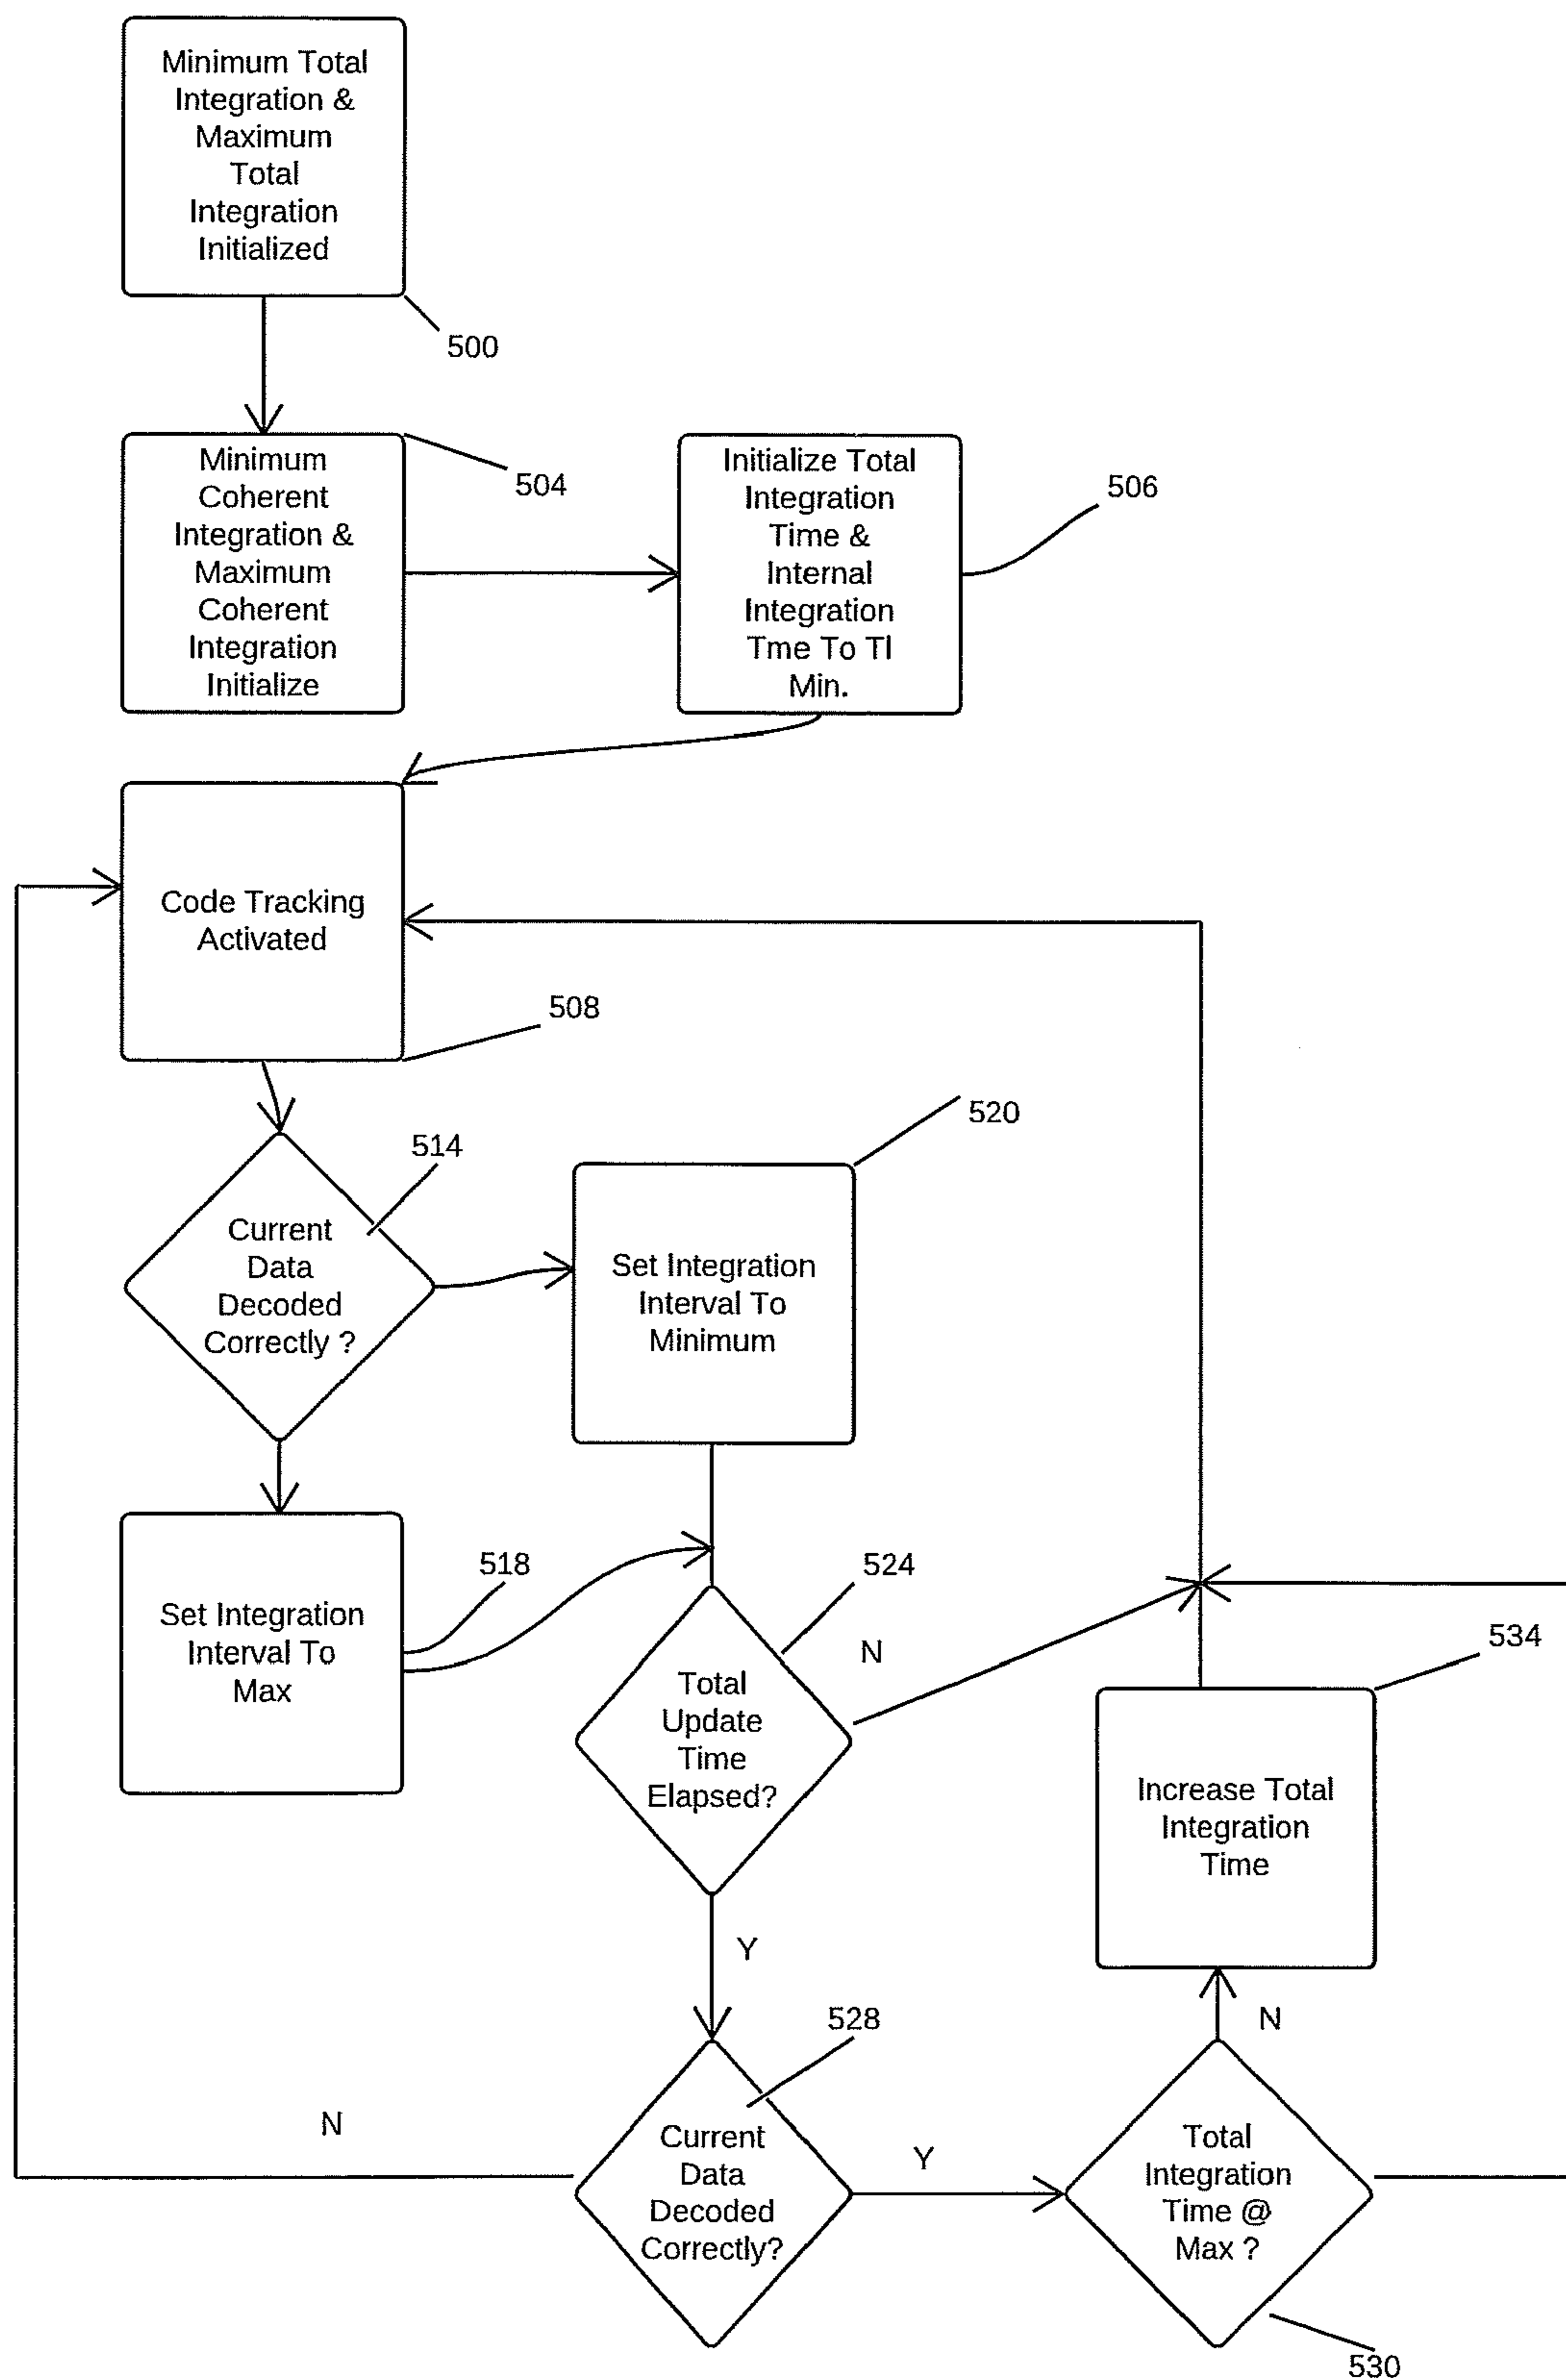 Minimum Total
Integration &
Maximum
Total
Integration
Initialized
500
Minimum
Coherent
Integration &
Maximum
Coherent
Integration
Initialize
504
Initialize Total
Integration
Time &
Internal
Integration
Tme To TI
Min.
506
Code Tracking
Activated
508
514
Current
Data
Decoded
Correctly ?
520
Set Integration
Interval To
Minimum
518
Set Integration
Interval To
Max
524
N
Total
Update
Time
Elapsed?
534
Increase Total
Integration
Time
Y
528
N
N
Current
Data
Decoded
Correctly?
Y
Total
Integration
Time @
Max ?
530